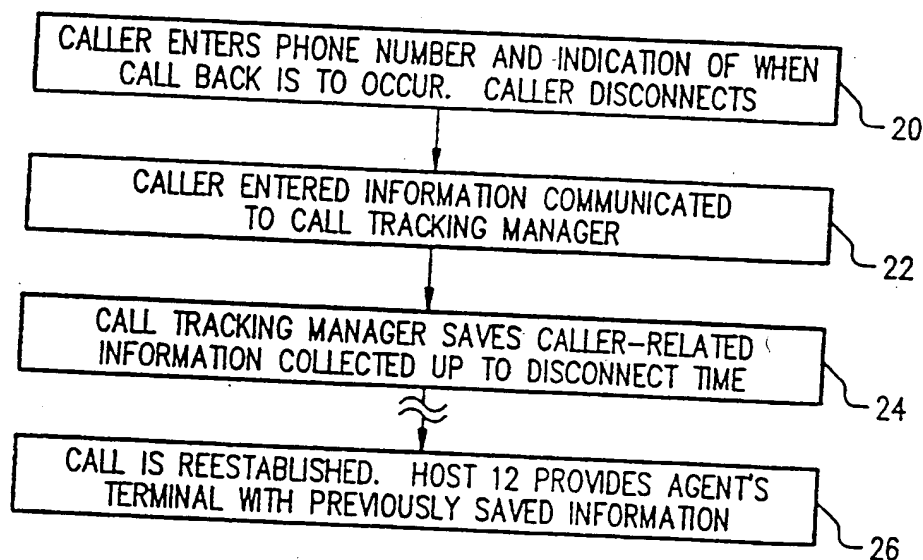 CALLER ENTERS PHONE NUMBER AND INDICATION OF WHEN
CALL BACK IS TO OCCUR. CALLER DISCONNECTS
20
CALLER ENTERED INFORMATION COMMUNICATED
TO CALL TRACKING MANAGER
22
CALL TRACKING MANAGER SAVES CALLER-RELATED
INFORMATION COLLECTED UP TO DISCONNECT TIME
24
CALL IS REESTABLISHED. HOST 12 PROVIDES AGENT'S
TERMINAL WITH PREVIOUSLY SAVED INFORMATION
26